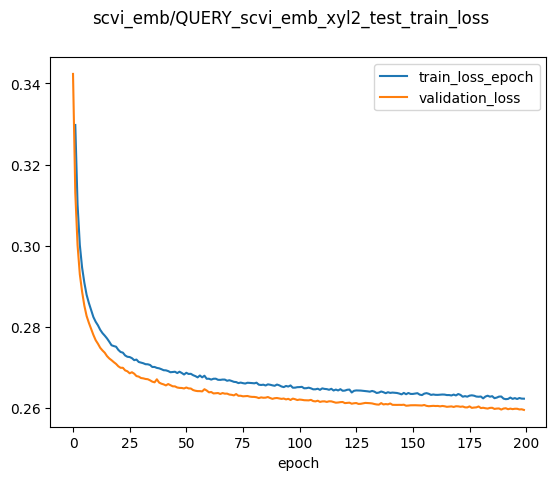 scvi_emb/QUERY_scvi_emb_xyl2_test_train_loss
train_loss_epoch
validation_loss
0.34
0.32
0.30
0.28
0.26
0 25 50 75 100 125 150 175 200
epoch